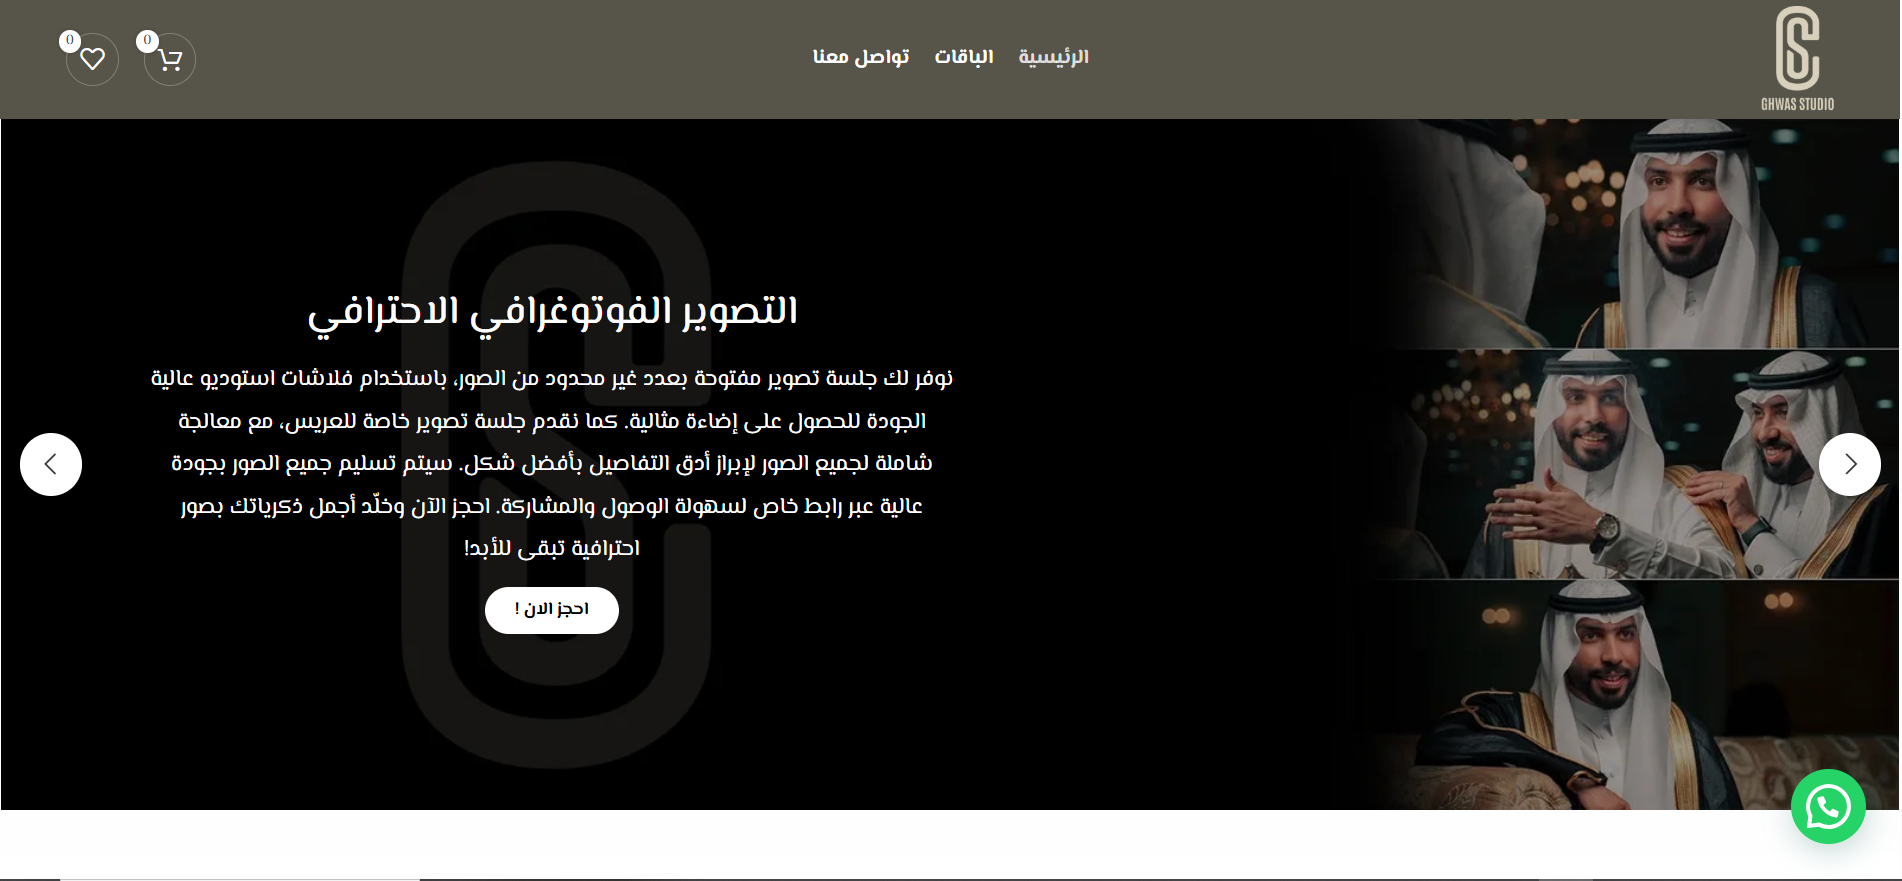 GHWAS STUDIO
الرئيسية
الباقات
تواصل معنا
0
0
التصوير الفوتوغرافي الاحترافي
نوفر لك جلسة تصوير مفتوحة بعدد غير محدود من الصور، باستخدام فلاشات استوديو عالية
الجودة للحصول على إضاءة مثالية. كما نقدم جلسة تصوير خاصة للعريس، مع معالجة
شاملة لجميع الصور لإبراز أدق التفاصيل بأفضل شكل. سيتم تسليم جميع الصور بجودة
عالية عبر رابط خاص لسهولة الوصول والمشاركة. احجز الآن وخلّد أجمل ذكرياتك بصور
احترافية تبقى للأبد!
احجز الان !